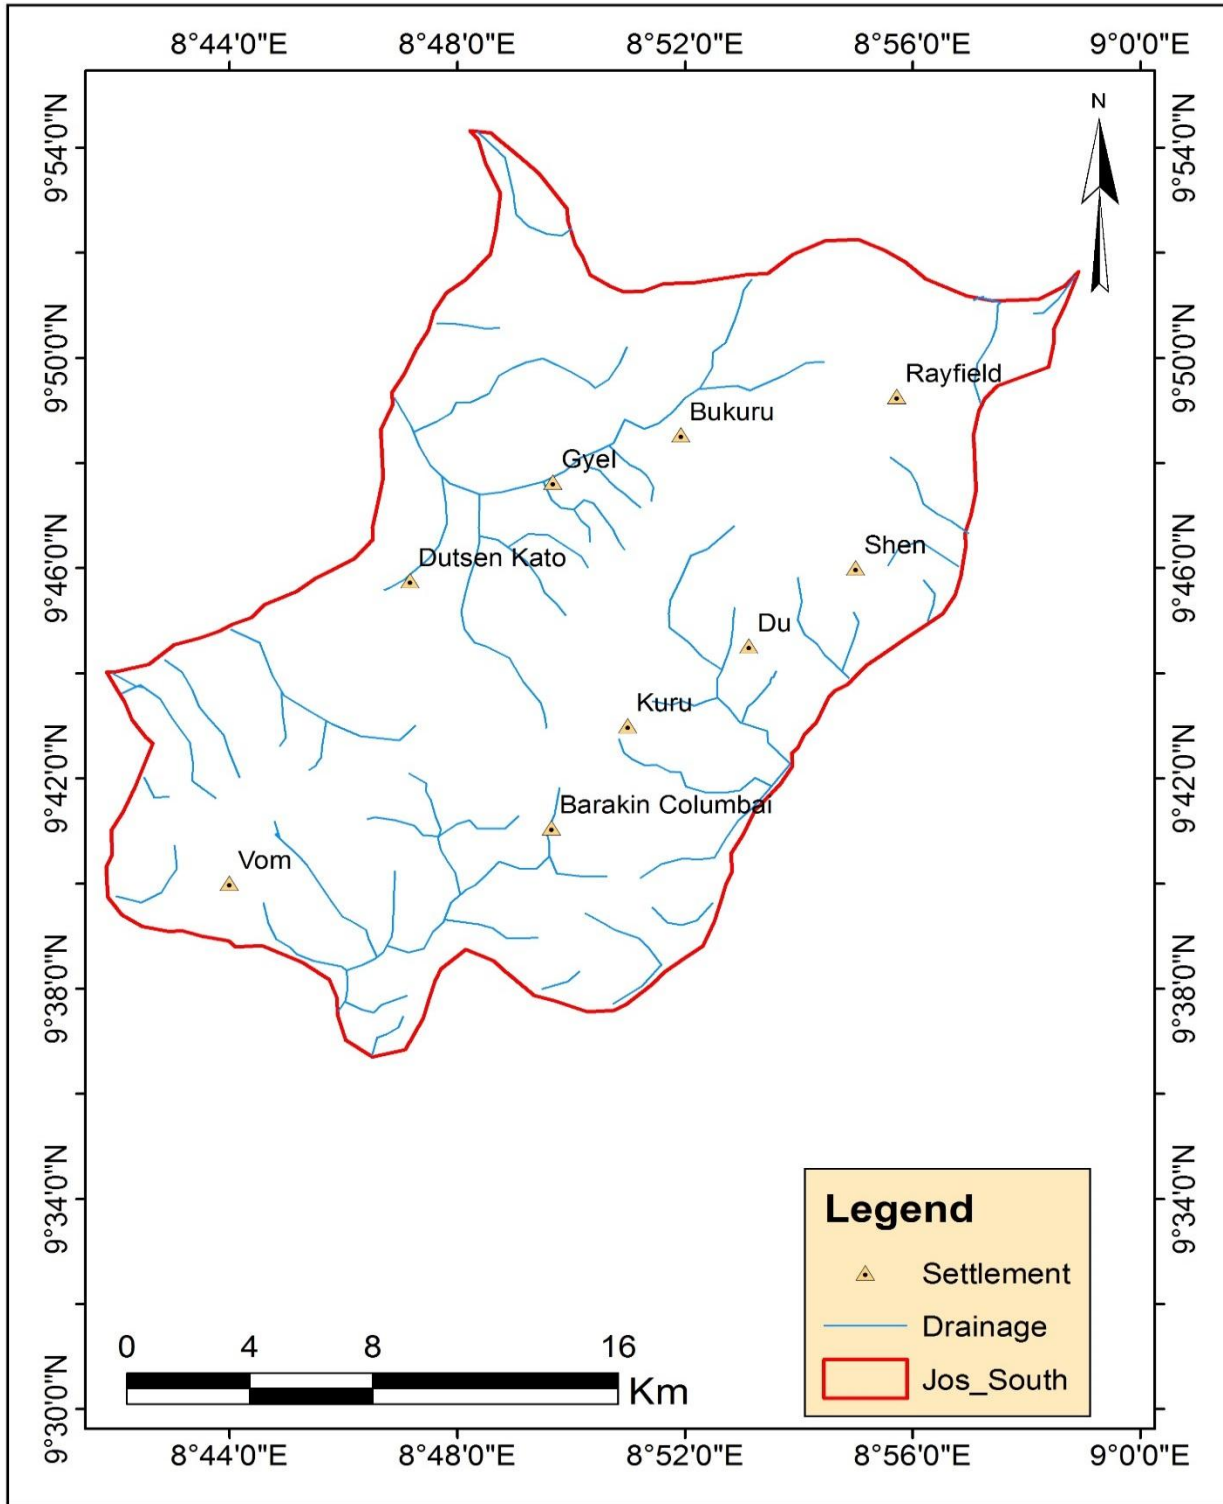 8°44'0"E 8°48'0"E 8°52'0"E 8°56'0"E 9°0'0"E
N
9°54'0"N 9°54'0"N
9°50'0"N 9°50'0"N
Rayfield
Bukuru
Gyel
9°46'0"N 9°46'0"N
Shen
Dutsen Kato
Du
Kuru
9°42'0"N 9°42'0"N
Barakin Columbai
Vom
9°38'0"N 9°38'0"N
9°34'0"N 9°34'0"N
Legend
Settlement
Drainage
Jos_South
0 4 8 16
Km
9°30'0"N 9°30'0"N
8°44'0"E 8°48'0"E 8°52'0"E 8°56'0"E 9°0'0"E